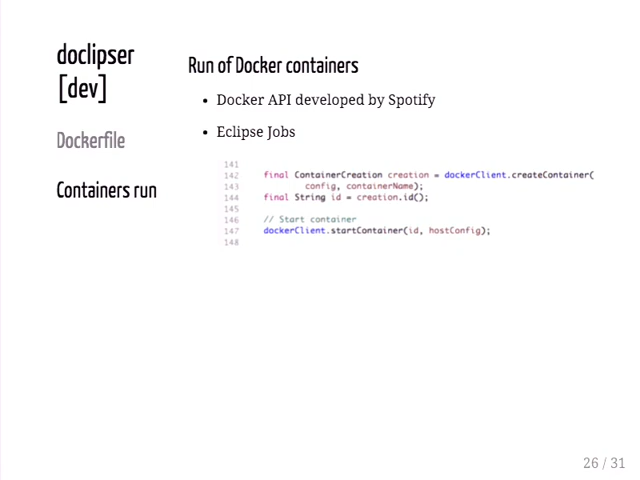 doclipser
[dev]
Dockerfile
Containers run
Run of Docker containers
• Docker API developed by Spotify
• Eclipse Jobs
141
142 final ContainerCreation creation = dockerClient.createContainer(
143 config, containerName);
144 final String id = creation.id();
145
146 // Start container
147 dockerClient.startContainer(id, hostConfig);
148
26 / 31